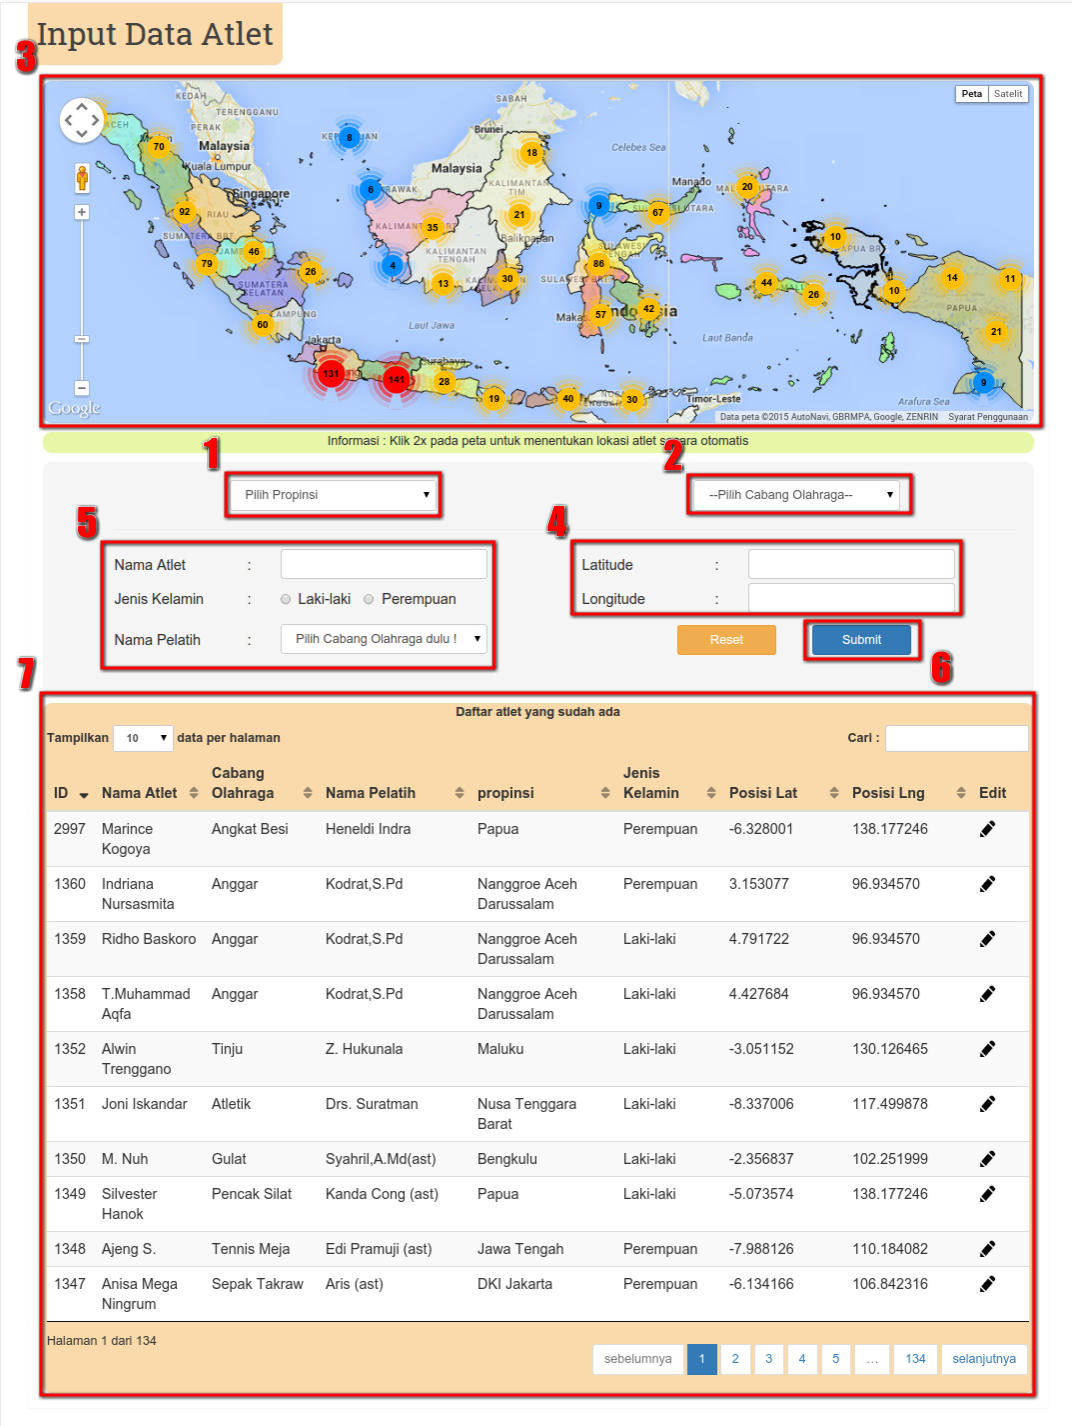 Input Data Atlet
3
KEDAH
TERENGGANU
PERAK
Malaysia
Kuala Lumpur
ACEH
70
Singapore
92
RIAU
SUMATERA BRT
46
79
26
SUMATERA
SELATAN
60
LAMPUNG
Jakarta
131
141
Surabaya
28
19
40
30
8
6
SARAWAK
SABAH
Brunei
Malaysia
18
KALIMANTAN
TIM
21
35
Balikpapan
KALIMANTAN
TENGAH
4
13
30
Laut Jawa
Celebes Sea
Manado
20
9
67
86
57
42
Indonesia
Laut Banda
44
26
10
10
14
11
PAPUA
21
9
Timor-Leste
Arafura Sea
Peta
Satelit
Google
Data peta ©2015 AutoNavi, GBRMPA, Google, ZENRIN
Syarat Penggunaan
Informasi : Klik 2x pada peta untuk menentukan lokasi atlet secara otomatis
1
Pilih Propinsi
2
--Pilih Cabang Olahraga--
5
Nama Atlet :
Jenis Kelamin : Laki-laki Perempuan
Nama Pelatih : Pilih Cabang Olahraga dulu !
4
Latitude :
Longitude :
Reset
Submit
6
7
Daftar atlet yang sudah ada
Tampilkan 10 data per halaman
Cari :
ID Nama Atlet Cabang Olahraga Nama Pelatih propinsi Jenis Kelamin Posisi Lat Posisi Lng Edit
2997 Marince Kogoya Angkat Besi Heneldi Indra Papua Perempuan -6.328001 138.177246
1360 Indriana Nursasmita Anggar Kodrat,S.Pd Nanggroe Aceh Darussalam Perempuan 3.153077 96.934570
1359 Ridho Baskoro Anggar Kodrat,S.Pd Nanggroe Aceh Darussalam Laki-laki 4.791722 96.934570
1358 T.Muhammad Aqfa Anggar Kodrat,S.Pd Nanggroe Aceh Darussalam Laki-laki 4.427684 96.934570
1352 Alwin Trenggano Tinju Z. Hukunala Maluku Laki-laki -3.051152 130.126465
1351 Joni Iskandar Atletik Drs. Suratman Nusa Tenggara Barat Laki-laki -8.337006 117.499878
1350 M. Nuh Gulat Syahril,A.Md(ast) Bengkulu Laki-laki -2.356837 102.251999
1349 Silvester Hanok Pencak Silat Kanda Cong (ast) Papua Laki-laki -5.073574 138.177246
1348 Ajeng S. Tennis Meja Edi Pramuji (ast) Jawa Tengah Perempuan -7.988126 110.184082
1347 Anisa Mega Ningrum Sepak Takraw Aris (ast) DKI Jakarta Perempuan -6.134166 106.842316
Halaman 1 dari 134
sebelumnya 1 2 3 4 5 … 134 selanjutnya